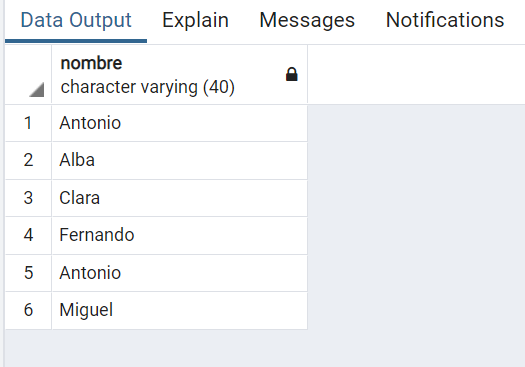 Data Output Explain Messages Notifications
nombre
character varying (40)
1 Antonio
2 Alba
3 Clara
4 Fernando
5 Antonio
6 Miguel